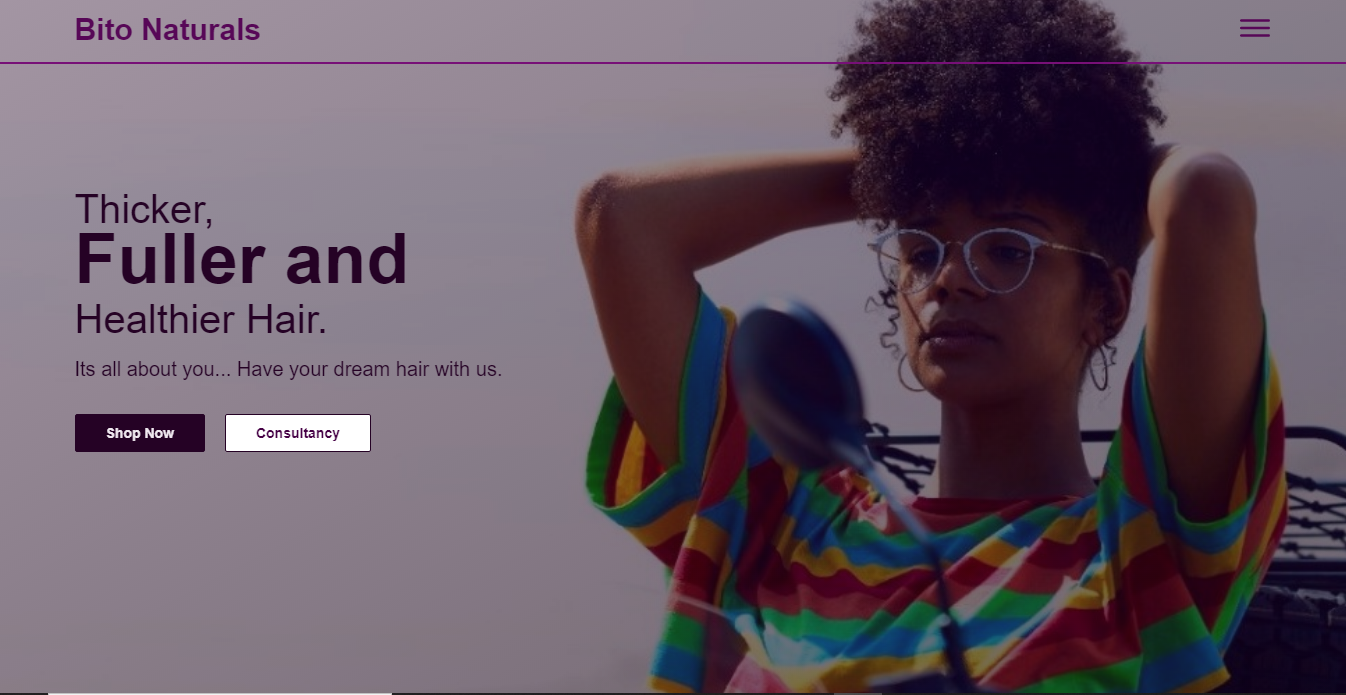 Bito Naturals
Thicker,
Fuller and
Healthier Hair.
Its all about you... Have your dream hair with us.
Shop Now
Consultancy